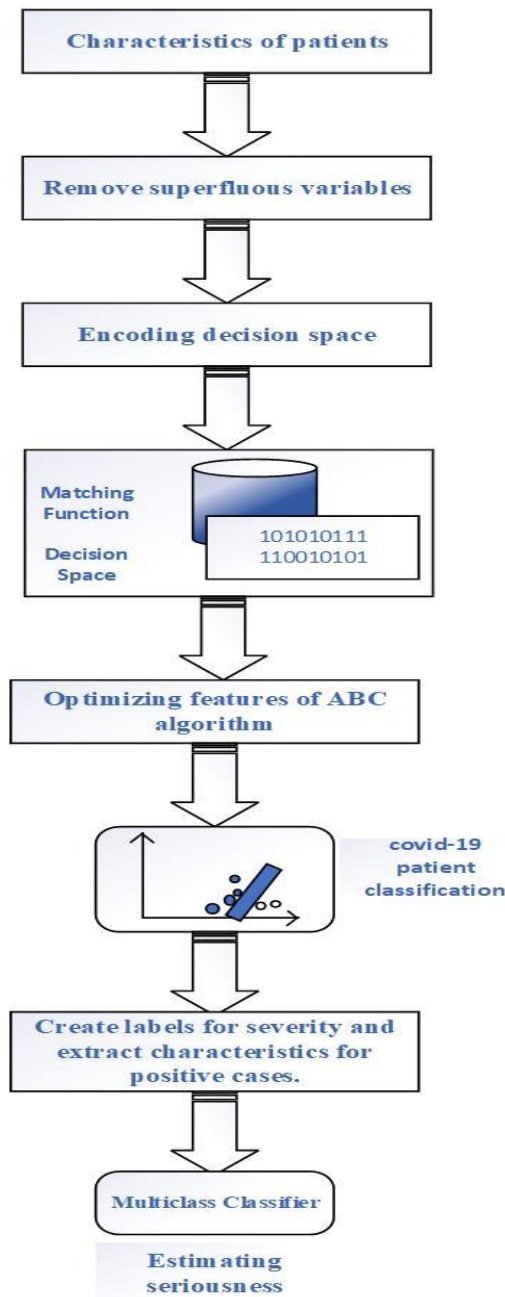 Characteristics of patients
Remove superfluous variables
Encoding decision space
Matching
Function
Decision
Space
101010111
110010101
Optimizing features of ABC
algorithm
covid-19
patient
classification
Create labels for severity and
extract characteristics for
positive cases.
Multiclass Classifier
Estimating
seriousness